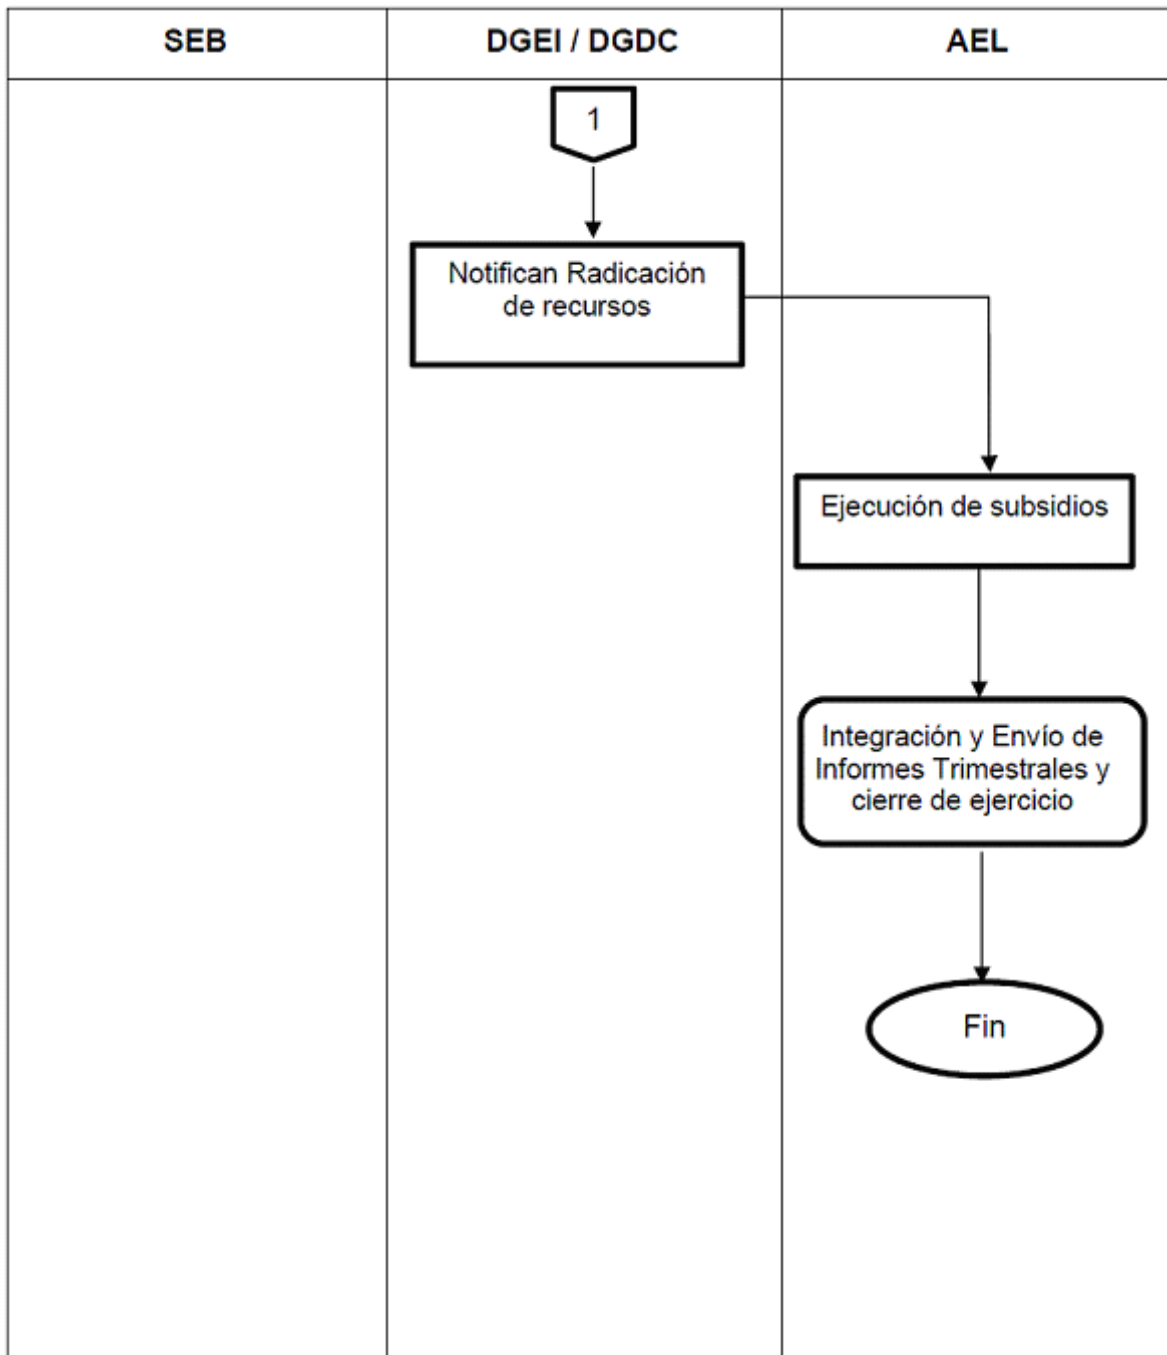 SEB
DGEI / DGDC
AEL
1
Notifican Radicación
de recursos
Ejecución de subsidios
Integración y Envío de
Informes Trimestrales y
cierre de ejercicio
Fin